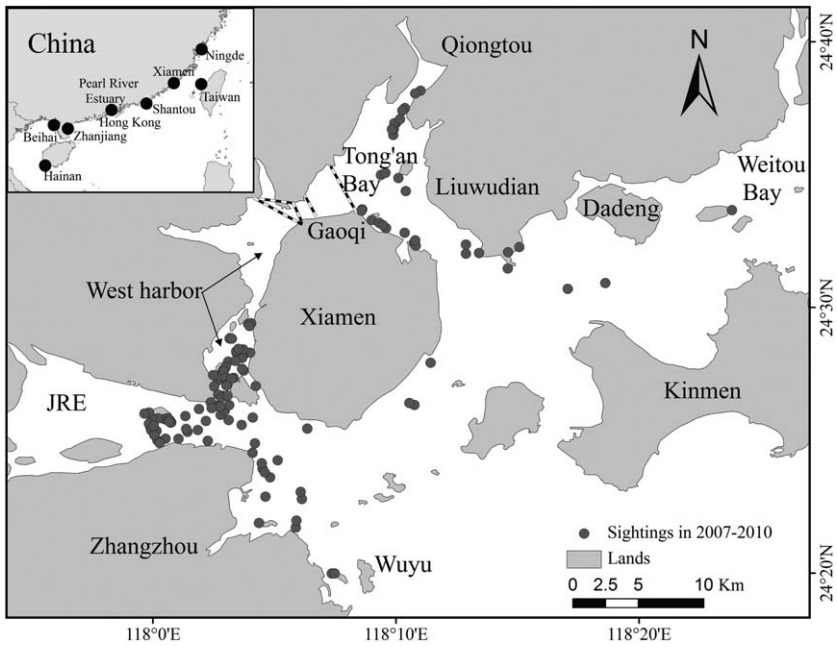 China
Ningde
Xiamen
Taiwan
Pearl River
Estuary
Shantou
Hong Kong
Beihai
Zhanjiang
Hainan
Qiongtou
N
24°40'N
Tong'an
Bay
Weitou
Bay
Liuwudian
Dadeng
Gaoqi
West harbor
24°30'N
Xiamen
Kinmen
JRE
Zhangzhou
Wuyu
Sightings in 2007-2010
Lands
0 2.5 5 10 Km
24°20'N
118°0'E 118°10'E 118°20'E